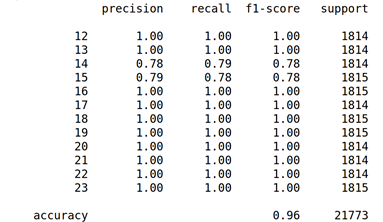 precision recall f1-score support
12 1.00 1.00 1.00 1814
13 1.00 1.00 1.00 1814
14 0.78 0.79 0.78 1814
15 0.79 0.78 0.78 1815
16 1.00 1.00 1.00 1815
17 1.00 1.00 1.00 1814
18 1.00 1.00 1.00 1815
19 1.00 1.00 1.00 1815
20 1.00 1.00 1.00 1814
21 1.00 1.00 1.00 1814
22 1.00 1.00 1.00 1814
23 1.00 1.00 1.00 1815
accuracy 0.96 21773